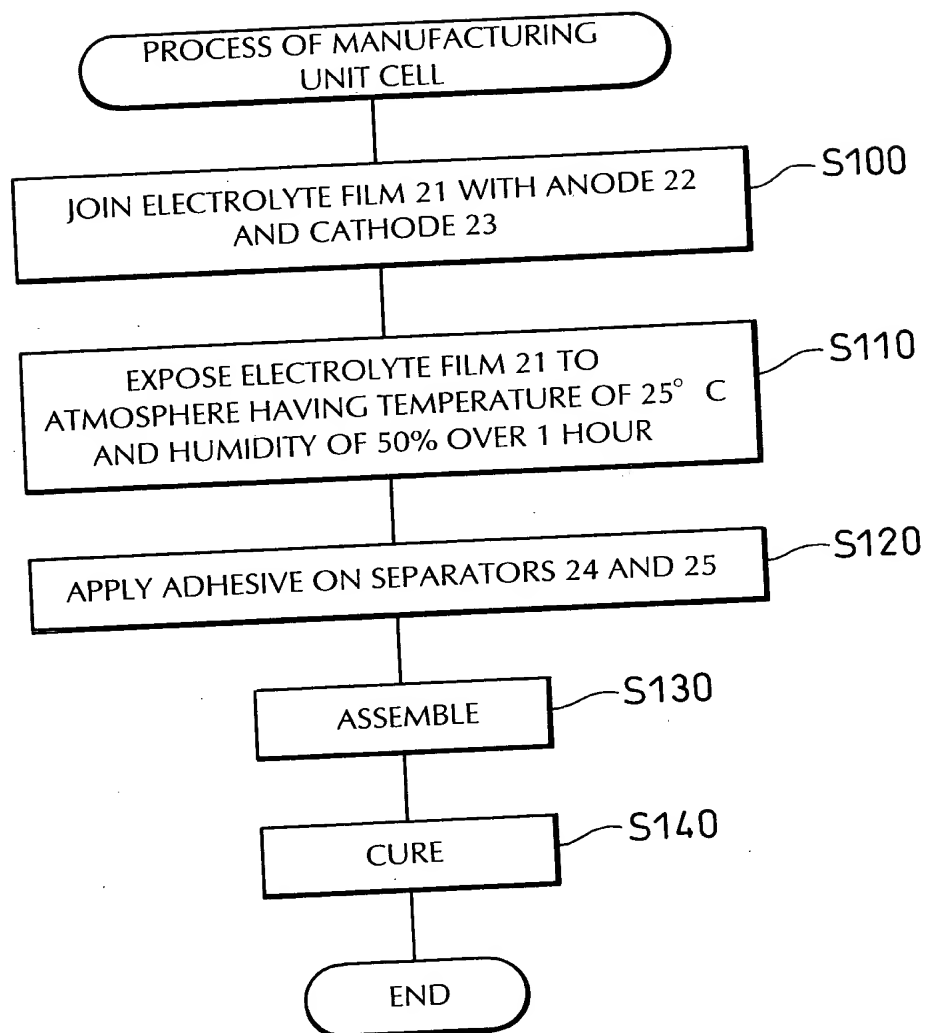 PROCESS OF MANUFACTURING
UNIT CELL
S100
JOIN ELECTROLYTE FILM 21 WITH ANODE 22
AND CATHODE 23
S110
EXPOSE ELECTROLYTE FILM 21 TO
ATMOSPHERE HAVING TEMPERATURE OF 25° C
AND HUMIDITY OF 50% OVER 1 HOUR
S120
APPLY ADHESIVE ON SEPARATORS 24 AND 25
S130
ASSEMBLE
S140
CURE
END